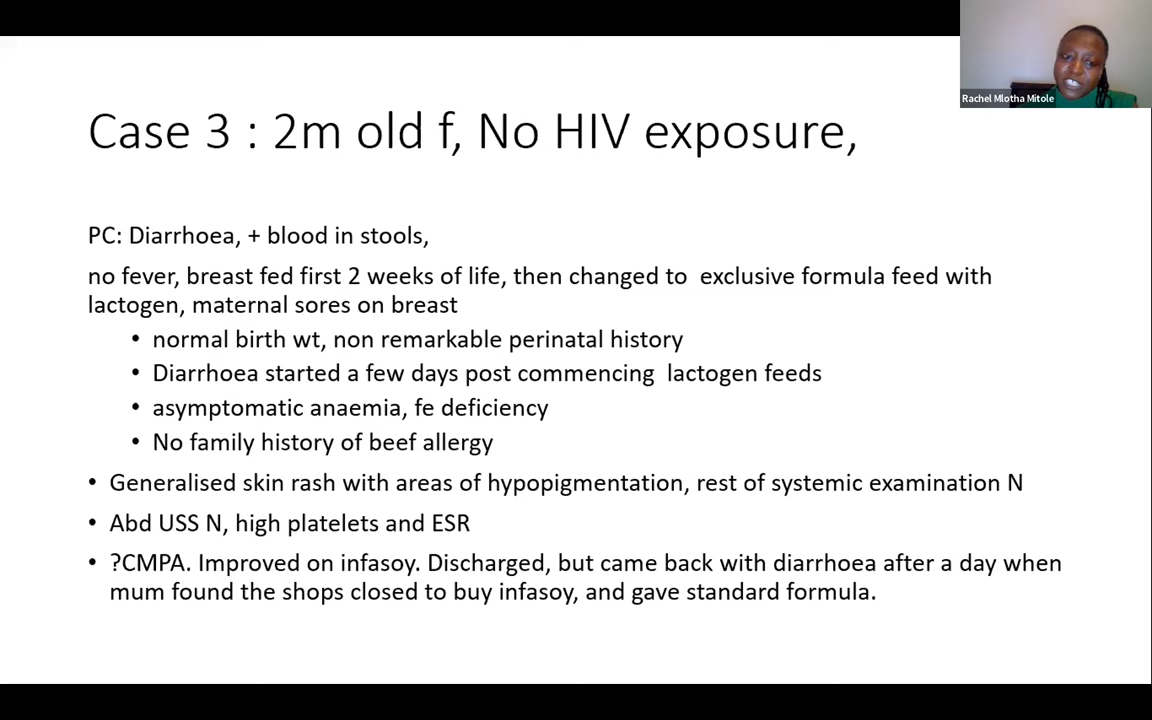 Rachel Mlotha Mitole
Case 3 : 2m old f, No HIV exposure,
PC: Diarrhoea, + blood in stools,
no fever, breast fed first 2 weeks of life, then changed to  exclusive formula feed with
lactogen, maternal sores on breast
• normal birth wt, non remarkable perinatal history
• Diarrhoea started a few days post commencing  lactogen feeds
• asymptomatic anaemia, fe deficiency
• No family history of beef allergy
• Generalised skin rash with areas of hypopigmentation, rest of systemic examination N
• Abd USS N, high platelets and ESR
• ?CMPA. Improved on infasoy. Discharged, but came back with diarrhoea after a day when
mum found the shops closed to buy infasoy, and gave standard formula.